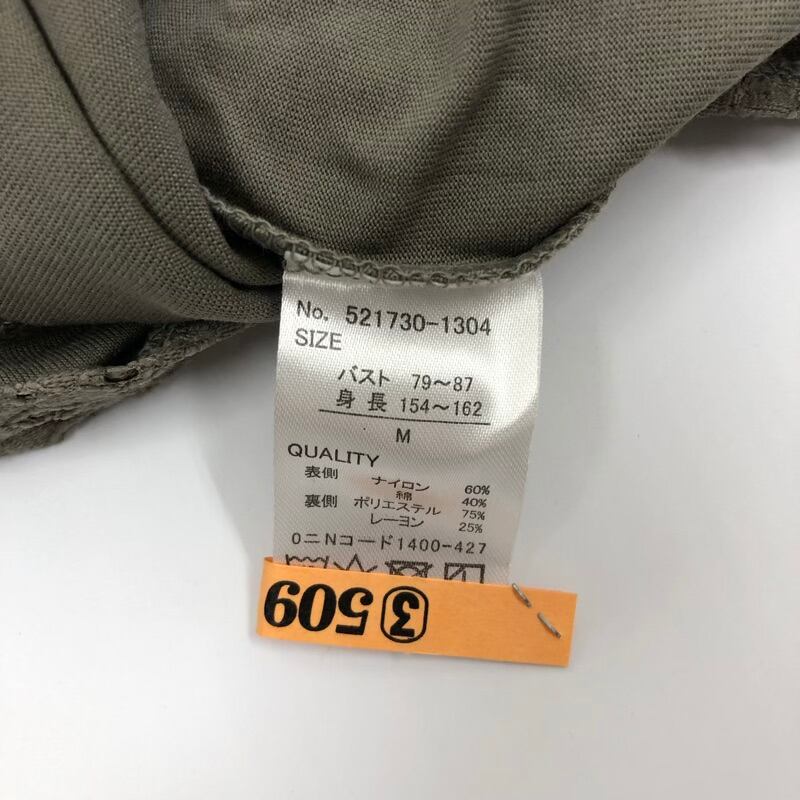 No. 521730-1304
SIZE
バスト 79～87
身長 154～162
M
QUALITY
表側 ナイロン 60%
綿 40%
裏側 ポリエステル 75%
レーヨン 25%
0ニNコード1400-427
③509